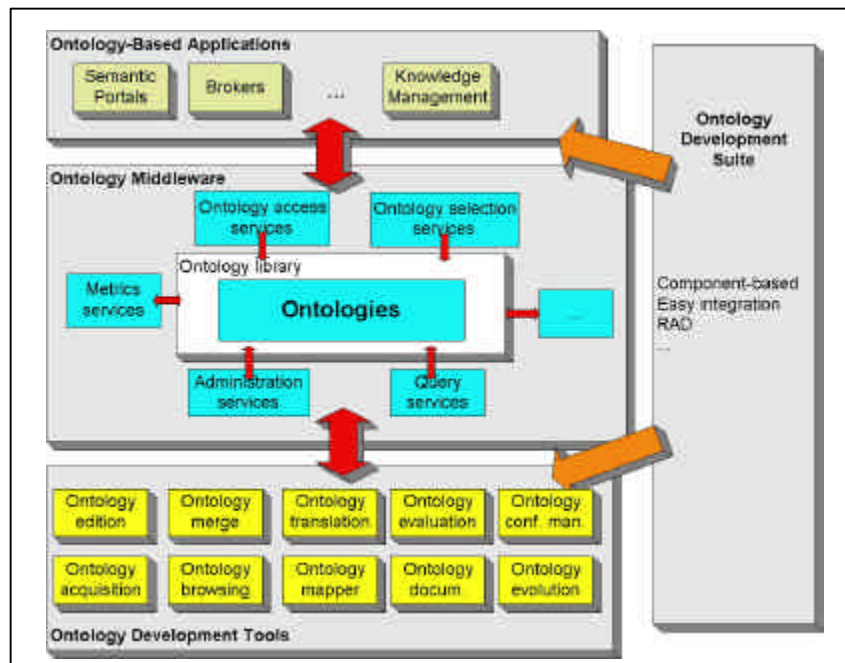 Ontology-Based Applications
Semantic
Portals
Brokers
...
Knowledge
Management
Ontology
Development
Suite
Component-based
Easy integration
RAD
...
Ontology Middleware
Ontology access
services
Ontology selection
services
Ontology library
Metrics
services
Ontologies
...
Administration
services
Query
services
Ontology
edition
Ontology
merge
Ontology
translation
Ontology
evaluation
Ontology
conf. man.
Ontology
acquisition
Ontology
browsing
Ontology
mapper
Ontology
docum
Ontology
evolution
Ontology Development Tools